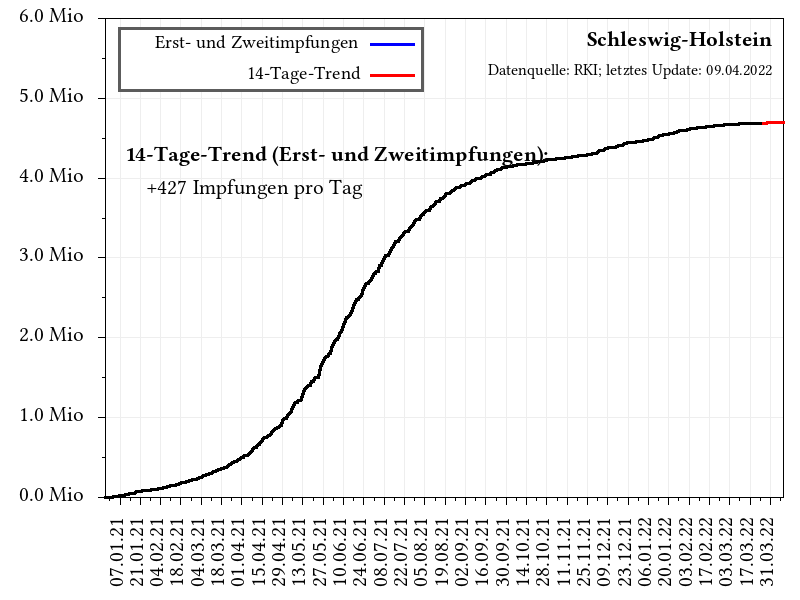 6.0 Mio
5.0 Mio
4.0 Mio
3.0 Mio
2.0 Mio
1.0 Mio
0.0 Mio
Erst- und Zweitimpfungen
14-Tage-Trend
Schleswig-Holstein
Datenquelle: RKI; letztes Update: 09.04.2022
14-Tage-Trend (Erst- und Zweitimpfungen):
+427 Impfungen pro Tag
07.01.21
21.01.21
04.02.21
18.02.21
04.03.21
18.03.21
01.04.21
15.04.21
29.04.21
13.05.21
27.05.21
10.06.21
24.06.21
08.07.21
22.07.21
05.08.21
19.08.21
02.09.21
16.09.21
30.09.21
14.10.21
28.10.21
11.11.21
25.11.21
09.12.21
23.12.21
06.01.22
20.01.22
03.02.22
17.02.22
03.03.22
17.03.22
31.03.22